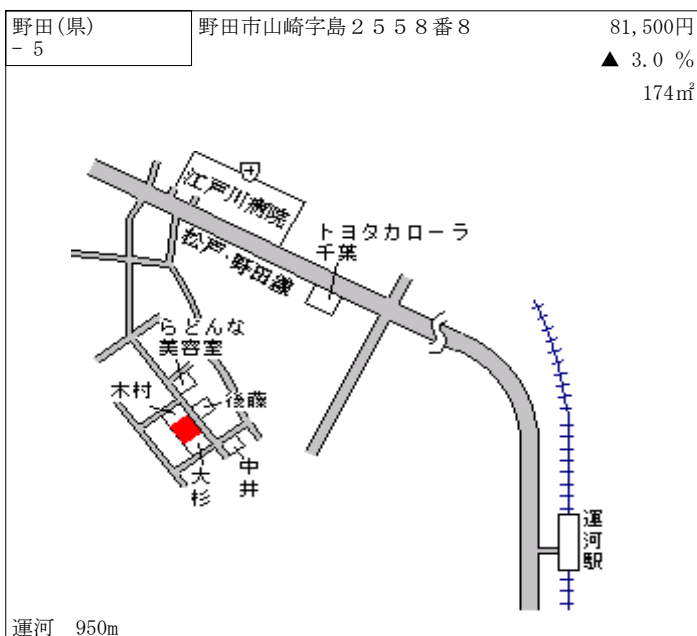 野田(県)
- 5
野田市山崎字島２５５８番８
81,500円
▲ 3.0 %
174㎡
江戸川病院
松戸・野田線
トヨタカローラ
千葉
らどんな
美容室
木村
後藤
大杉
中井
運河駅
運河　950m